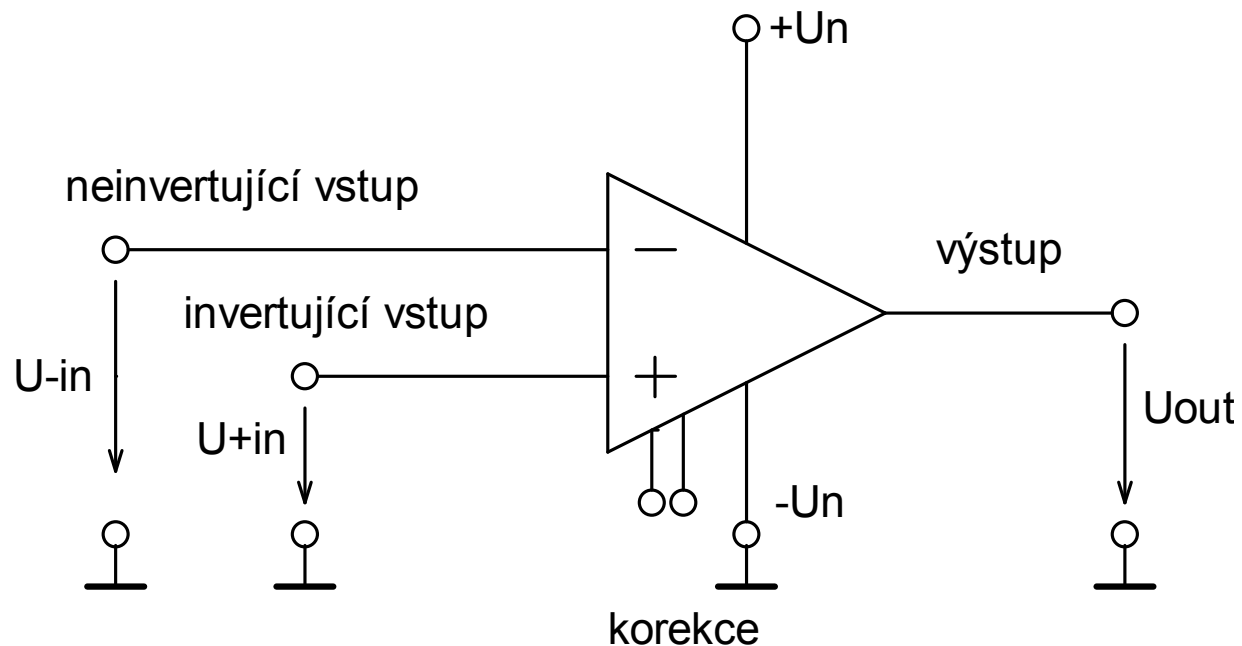 +Un
neinvertující vstup
−
výstup
invertující vstup
U-in
+
U+in
Uout
-Un
korekce